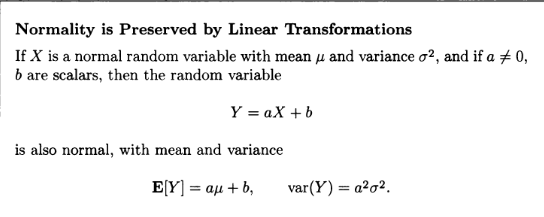 Normality is Preserved by Linear Transformations
If X is a normal random variable with mean μ and variance σ², and if a ≠ 0,
b are scalars, then the random variable
Y = aX + b
is also normal, with mean and variance
E[Y] = aμ + b, var(Y) = a²σ².